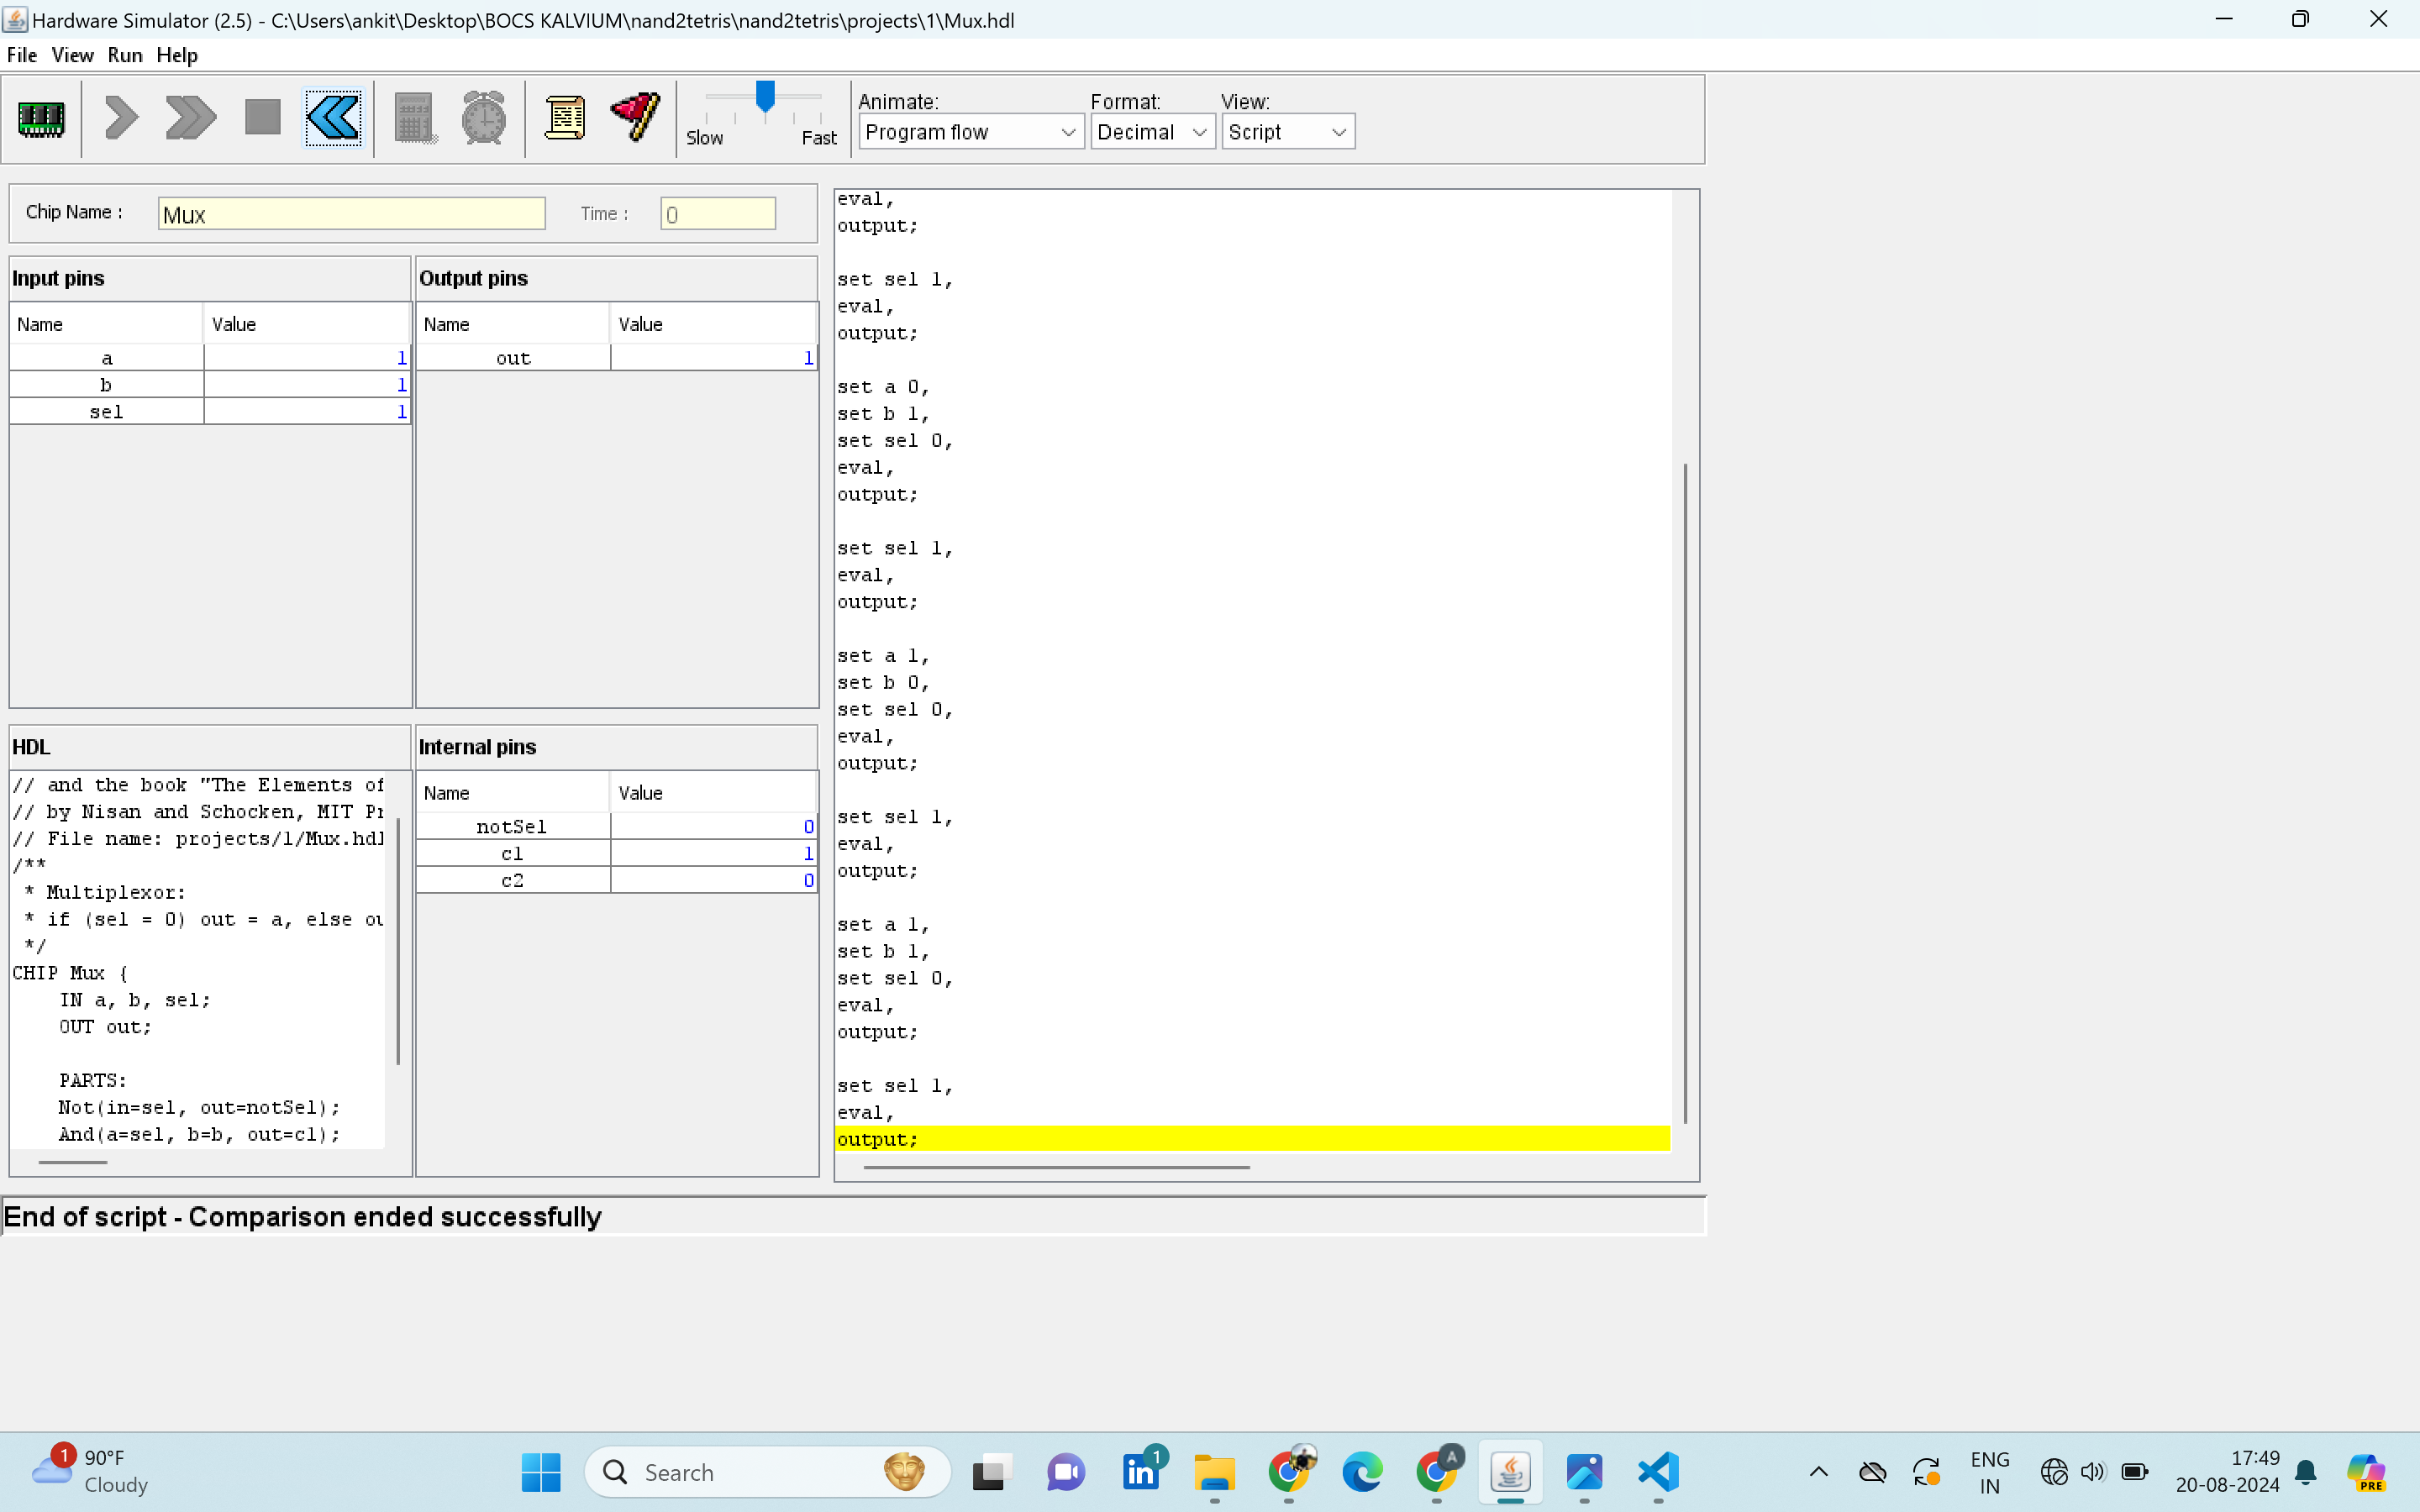 Hardware Simulator (2.5) - C:\Users\ankit\Desktop\BOCS KALVIUM\nand2tetris\nand2tetris\projects\1\Mux.hdl
File View Run Help
Slow Fast
Animate: Format: View:
Program flow Decimal Script
Chip Name : Mux Time : 0
Input pins
Name Value
a 1
b 1
sel 1
Output pins
Name Value
out 1
HDL
// and the book "The Elements of
// by Nisan and Schocken, MIT Pr
// File name: projects/1/Mux.hdl
/**
* Multiplexor:
* if (sel = 0) out = a, else ou
*/
CHIP Mux {
IN a, b, sel;
OUT out;
PARTS:
Not(in=sel, out=notSel);
And(a=sel, b=b, out=c1);
Internal pins
Name Value
notSel 0
c1 1
c2 0
eval,
output;
set sel 1,
eval,
output;
set a 0,
set b 1,
set sel 0,
eval,
output;
set sel 1,
eval,
output;
set a 1,
set b 0,
set sel 0,
eval,
output;
set sel 1,
eval,
output;
set a 1,
set b 1,
set sel 0,
eval,
output;
set sel 1,
eval,
output;
End of script - Comparison ended successfully
1
90°F
Cloudy
Search
in 1
A
ENG
IN
17:49
20-08-2024
PRE